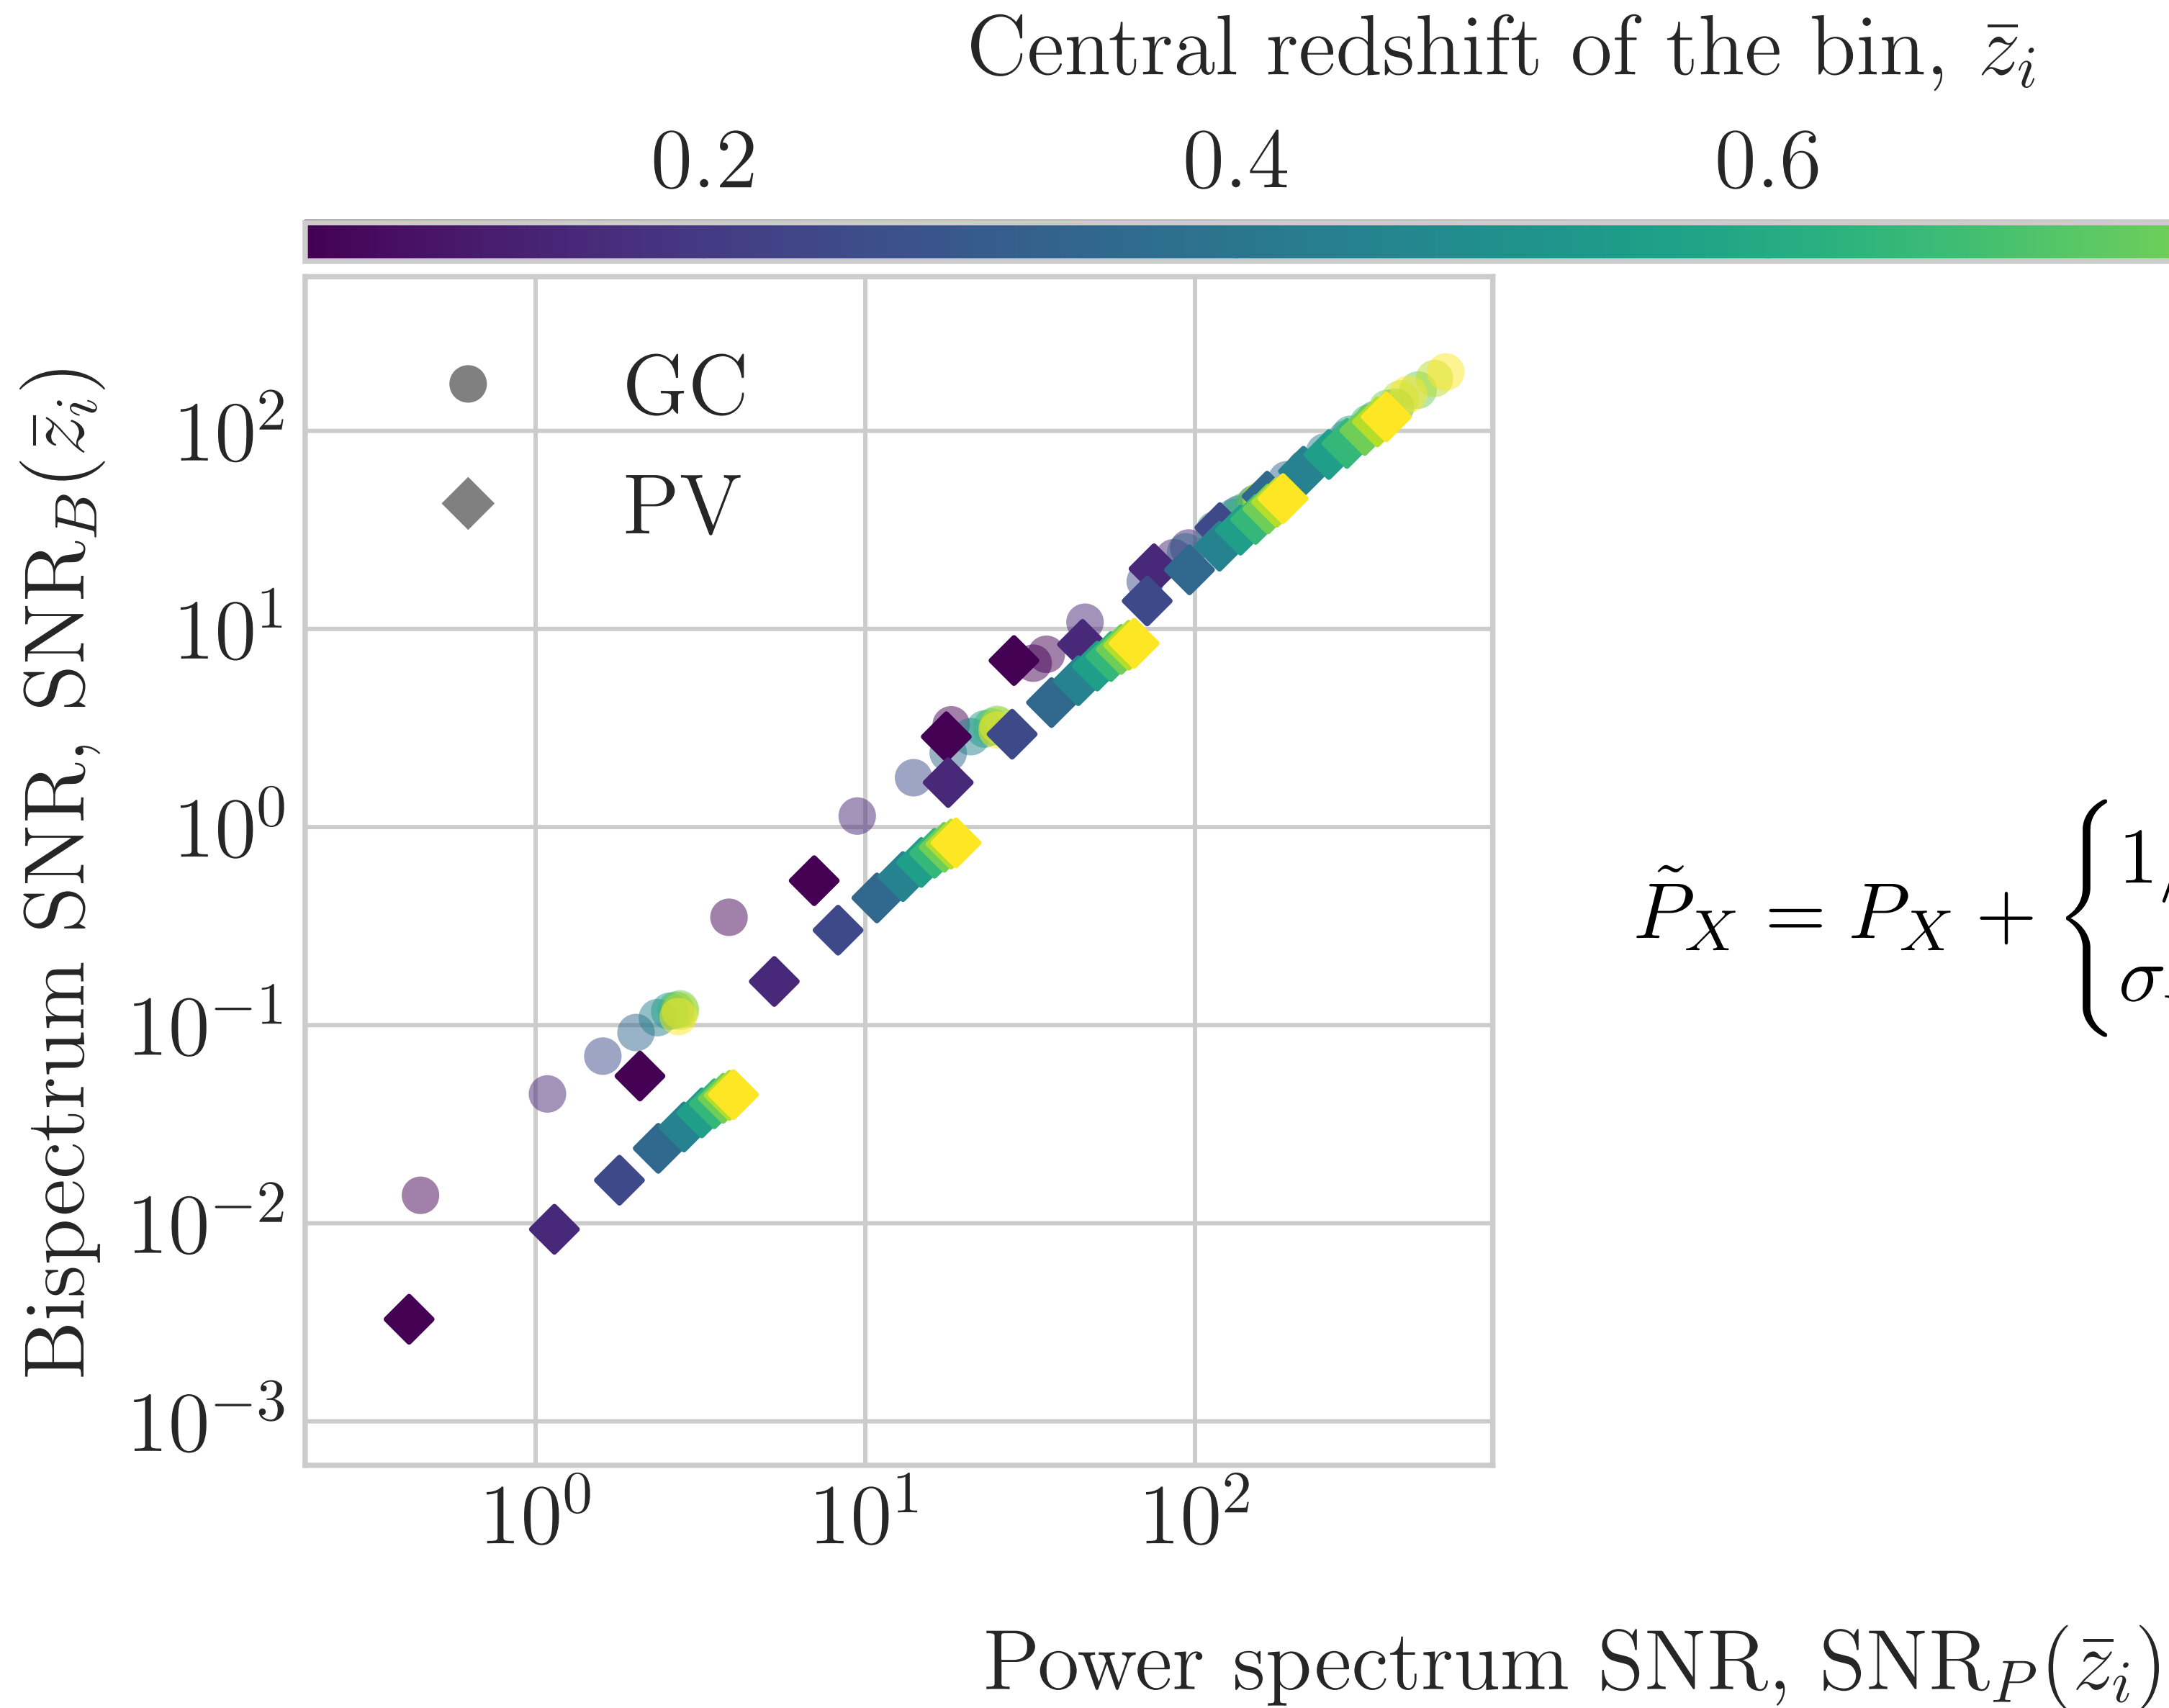 Central redshift of the bin, z̅ᵢ
0.2 0.4 0.6
Bispectrum SNR, SNR_B(z̅ᵢ)
GC
PV
10²
10¹
10⁰
10⁻¹
10⁻²
10⁻³
P̃_X = P_X + { 1/
σ
10⁰ 10¹ 10²
Power spectrum SNR, SNR_P(z̅ᵢ)